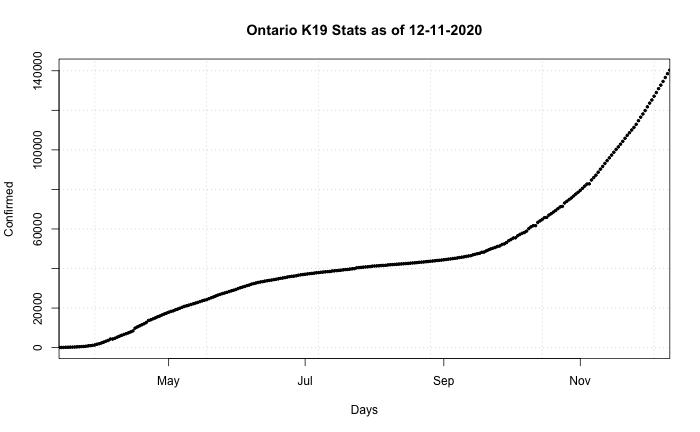 Ontario K19 Stats as of 12-11-2020
140000
100000
60000
20000
0
Confirmed
May Jul Sep Nov
Days